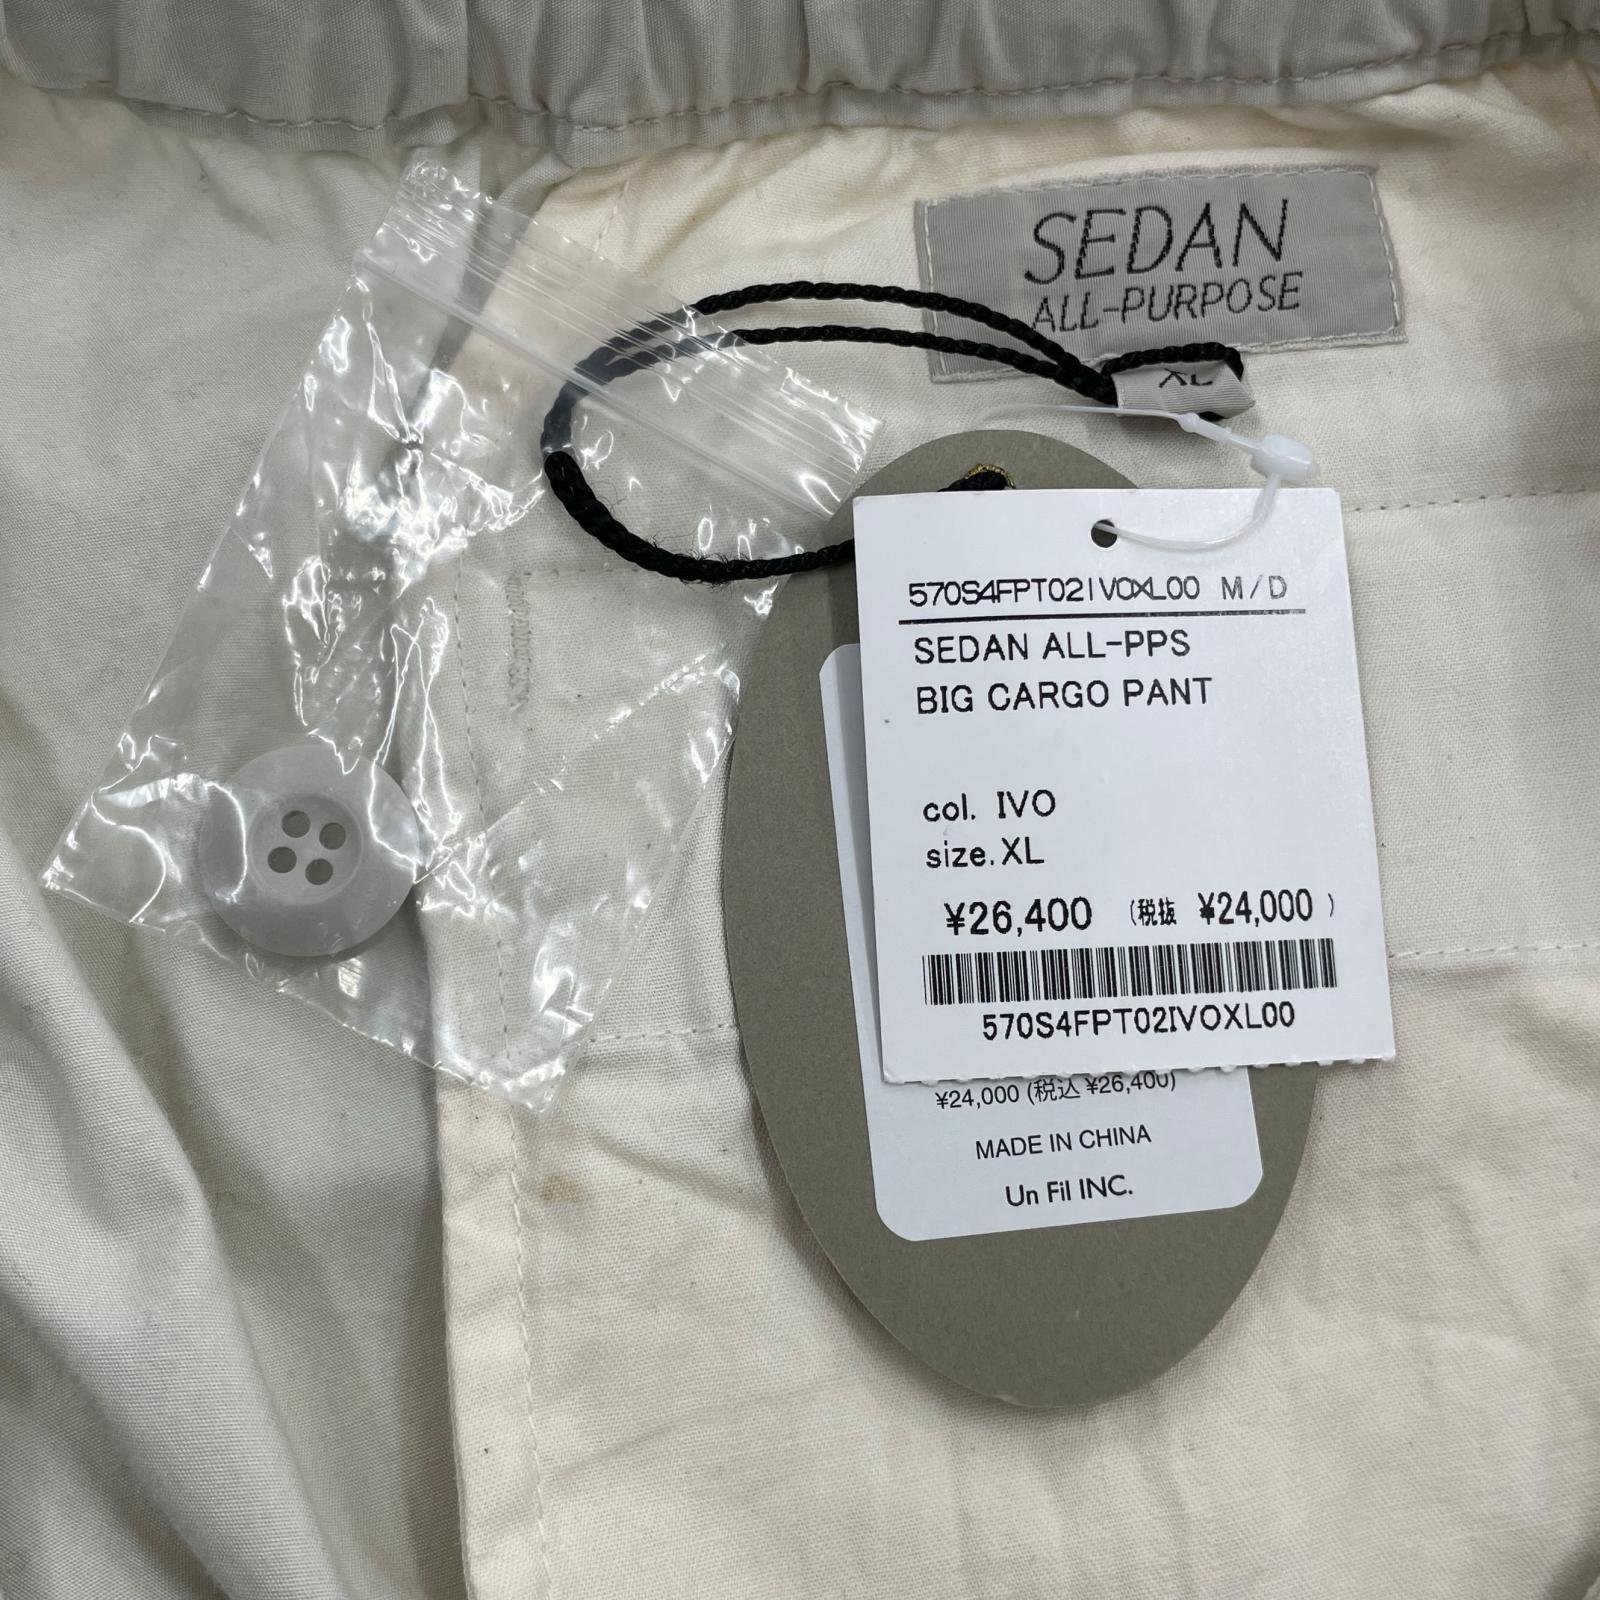 SEDAN
ALL-PURPOSE
XL
570S4FPT02IVOXL00 M/D
SEDAN ALL-PPS
BIG CARGO PANT
col. IVO
size.XL
¥26,400 (税抜 ¥24,000 )
570S4FPT02IVOXL00
¥24,000 (税込 ¥26,400)
MADE IN CHINA
Un Fil INC.